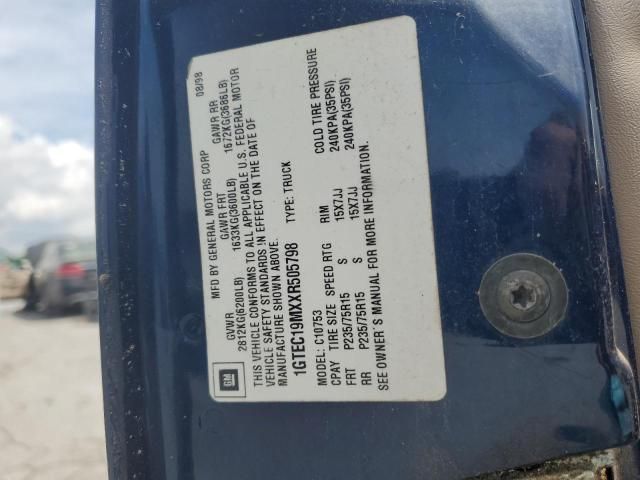 GM
MFD BY GENERAL MOTORS CORP 08/98
GVWR GAWR FRT GAWR RR
2812KG(6200LB) 1633KG(3600LB) 1672KG(3686LB)
THIS VEHICLE CONFORMS TO ALL APPLICABLE U.S. FEDERAL MOTOR
VEHICLE SAFETY STANDARDS IN EFFECT ON THE DATE OF
MANUFACTURE SHOWN ABOVE.
1GTEC19MXXR505798 TYPE: TRUCK
MODEL: C10753
CPAY TIRE SIZE SPEED RTG RIM COLD TIRE PRESSURE
FRT P235/75R15 S 15X7JJ 240KPA(35PSI)
RR P235/75R15 S 15X7JJ 240KPA(35PSI)
SEE OWNER'S MANUAL FOR MORE INFORMATION.